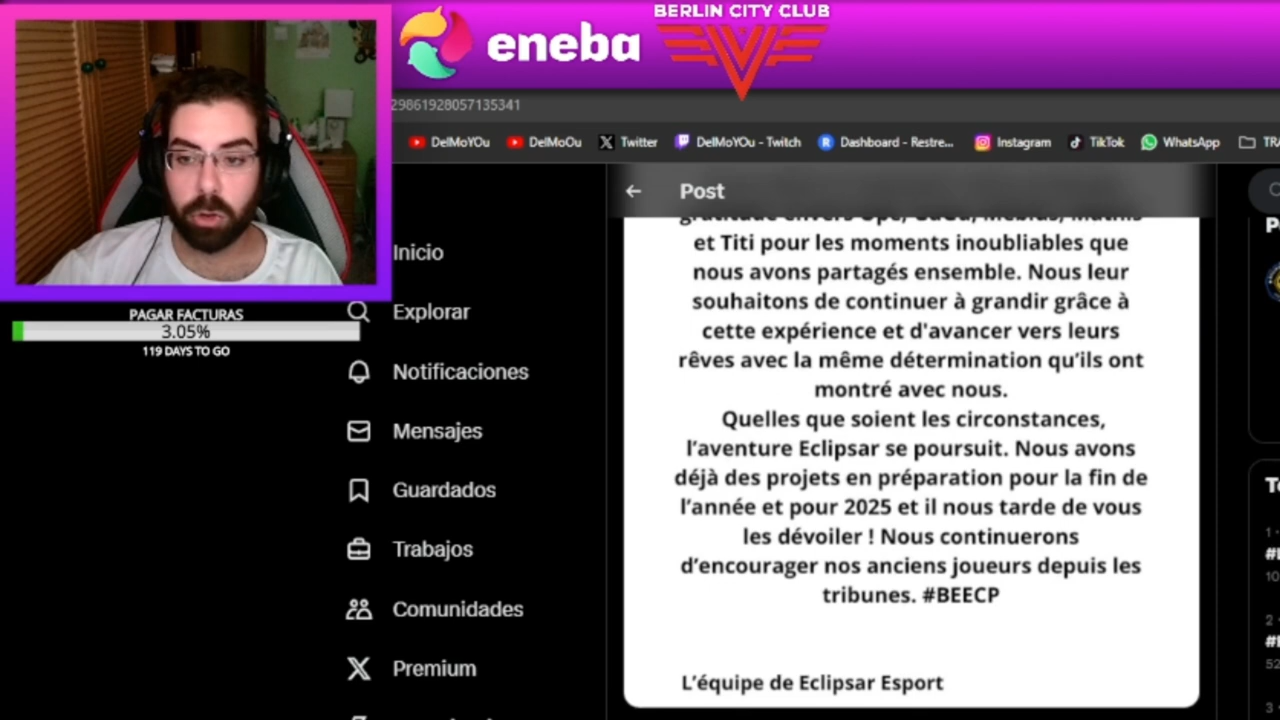 BERLIN CITY CLUB
eneba
29861928057135341
DelMoYOu
DelMoOu
Twitter
DelMoYOu - Twitch
Dashboard - Restre...
Instagram
TikTok
WhatsApp
Post
et Titi pour les moments inoubliables que
nous avons partagés ensemble. Nous leur
souhaitons de continuer à grandir grâce à
cette expérience et d'avancer vers leurs
rêves avec la même détermination qu'ils ont
montré avec nous.
Quelles que soient les circonstances,
l'aventure Eclipsar se poursuit. Nous avons
déjà des projets en préparation pour la fin de
l'année et pour 2025 et il nous tarde de vous
les dévoiler ! Nous continuerons
d'encourager nos anciens joueurs depuis les
tribunes. #BEECP
L'équipe de Eclipsar Esport
Inicio
Explorar
Notificaciones
Mensajes
Guardados
Trabajos
Comunidades
Premium
PAGAR FACTURAS
3.05%
119 DAYS TO GO